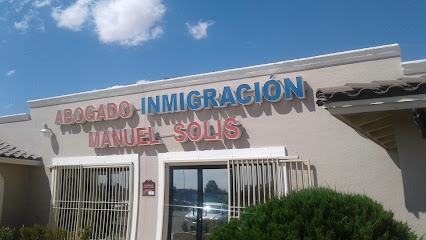 ABOGADO INMIGRACIÓN
MANUEL SOLIS